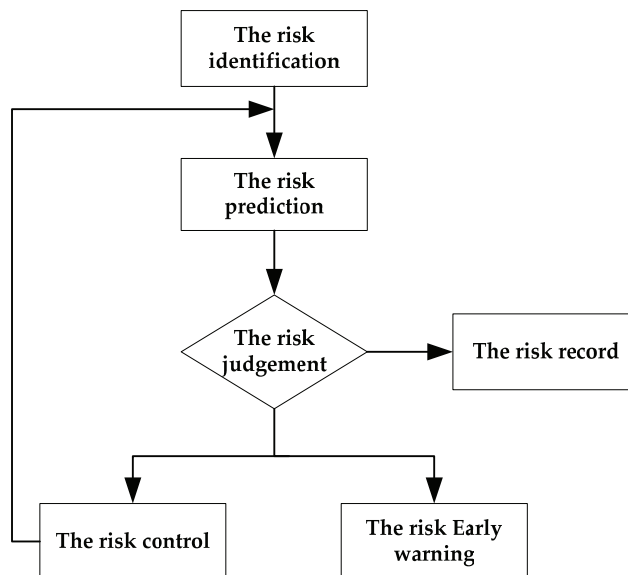 The risk
identification
The risk
prediction
The risk
judgement
The risk record
The risk control
The risk Early
warning